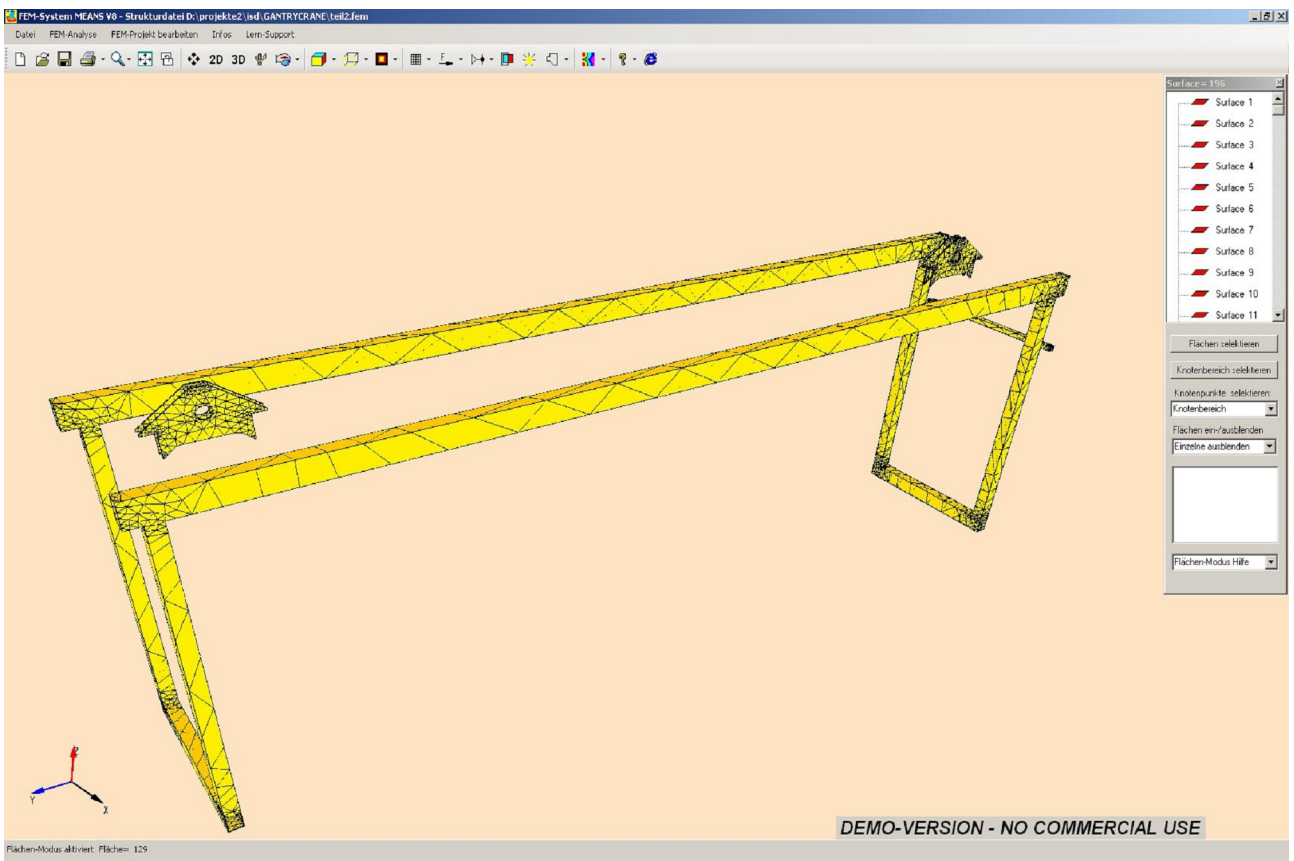 FEM-System MEANS V8 - Strukturdatei D:\projekte2\isd\GANTRYCRANE\teil2.fem
Datei FEM-Analyse FEM-Projekt bearbeiten Infos Lern-Support
2D 3D
Surface= 196
Surface 1
Surface 2
Surface 3
Surface 4
Surface 5
Surface 6
Surface 7
Surface 8
Surface 9
Surface 10
Surface 11
Flächen selektieren
Knotenbereich selektieren
Knotenpunkte selektieren:
Knotenbereich
Flächen ein-/ausblenden
Einzelne ausblenden
Flächen-Modus Hilfe
Z
Y
X
DEMO-VERSION - NO COMMERCIAL USE
Flächen-Modus aktiviert Fläche= 129